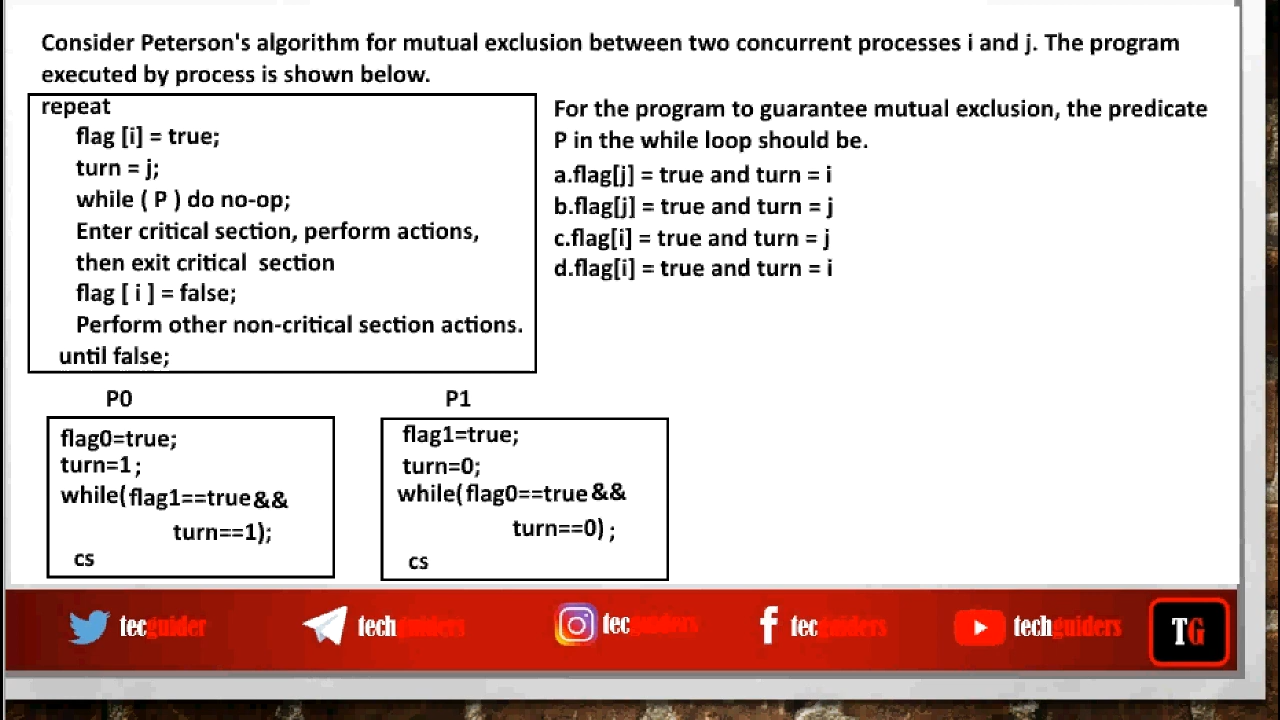 Consider Peterson's algorithm for mutual exclusion between two concurrent processes i and j. The program
executed by process is shown below.
repeat
flag [i] = true;
turn = j;
while ( P ) do no-op;
Enter critical section, perform actions,
then exit critical section
flag [ i ] = false;
Perform other non-critical section actions.
until false;
For the program to guarantee mutual exclusion, the predicate
P in the while loop should be.
a.flag[j] = true and turn = i
b.flag[j] = true and turn = j
c.flag[i] = true and turn = j
d.flag[i] = true and turn = i
P0
flag0=true;
turn=1;
while(flag1==true&&
turn==1);
cs
P1
flag1=true;
turn=0;
while(flag0==true&&
turn==0) ;
cs
tecguider
techguiders
tecguiders
tecguiders
techguiders
TG